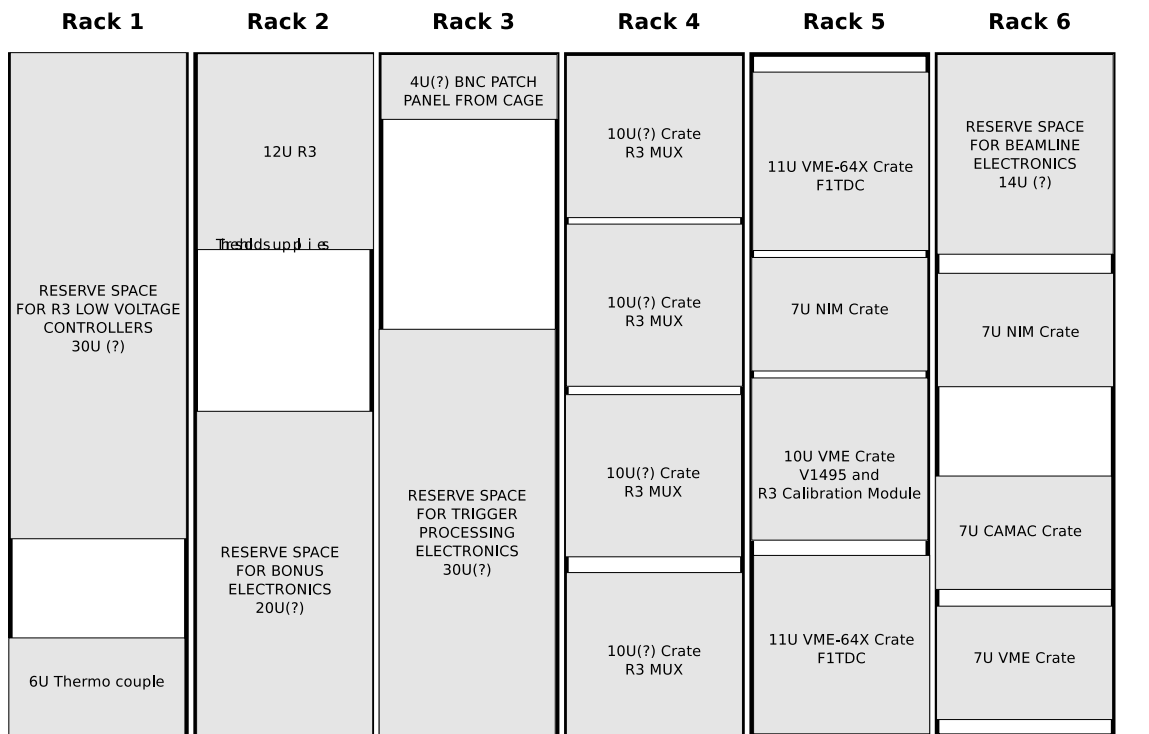 Rack 1
Rack 2
Rack 3
Rack 4
Rack 5
Rack 6
RESERVE SPACE
FOR R3 LOW VOLTAGE
CONTROLLERS
30U (?)
6U Thermo couple
12U R3
supplies
RESERVE SPACE
FOR BONUS
ELECTRONICS
20U(?)
4U(?) BNC PATCH
PANEL FROM CAGE
RESERVE SPACE
FOR TRIGGER
PROCESSING
ELECTRONICS
30U(?)
10U(?) Crate
R3 MUX
10U(?) Crate
R3 MUX
10U(?) Crate
R3 MUX
10U(?) Crate
R3 MUX
11U VME-64X Crate
F1TDC
7U NIM Crate
10U VME Crate
V1495 and
R3 Calibration Module
11U VME-64X Crate
F1TDC
RESERVE SPACE
FOR BEAMLINE
ELECTRONICS
14U (?)
7U NIM Crate
7U CAMAC Crate
7U VME Crate